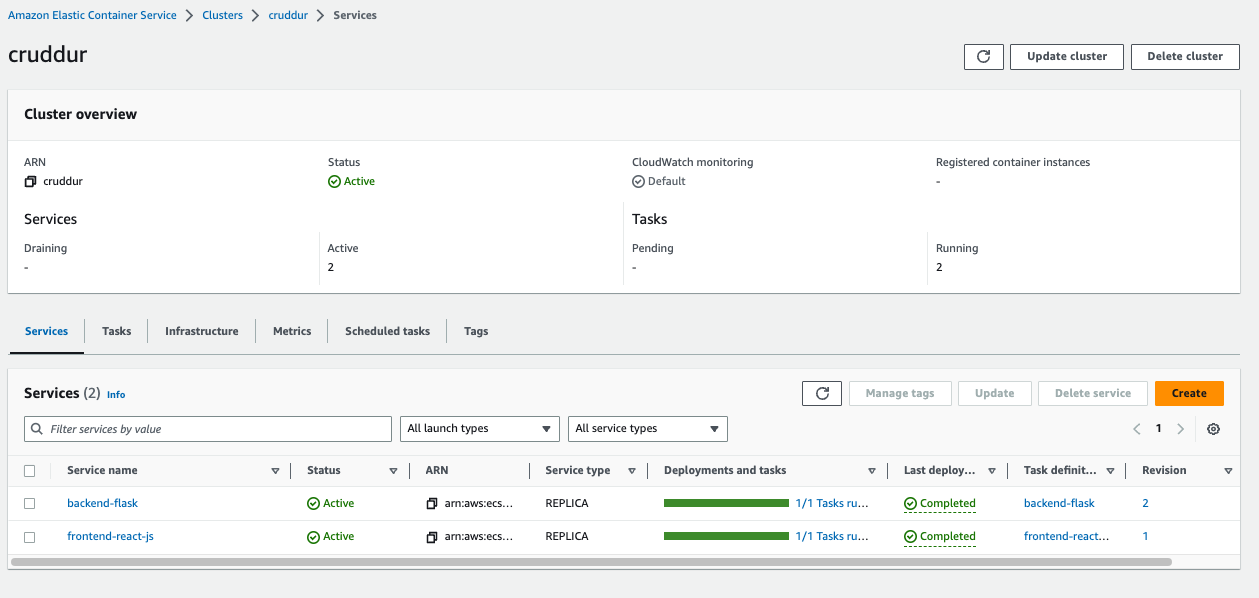 Amazon Elastic Container Service > Clusters > cruddur > Services
cruddur
Update cluster Delete cluster
Cluster overview
ARN Status CloudWatch monitoring Registered container instances
cruddur Active Default -
Services Tasks
Draining Active Pending Running
- 2 - 2
Services Tasks Infrastructure Metrics Scheduled tasks Tags
Services (2) Info Manage tags Update Delete service Create
Filter services by value All launch types All service types 1
Service name Status ARN Service type Deployments and tasks Last deploy... Task definit... Revision
backend-flask Active arn:aws:ecs... REPLICA 1/1 Tasks ru... Completed backend-flask 2
frontend-react-js Active arn:aws:ecs... REPLICA 1/1 Tasks ru... Completed frontend-react... 1